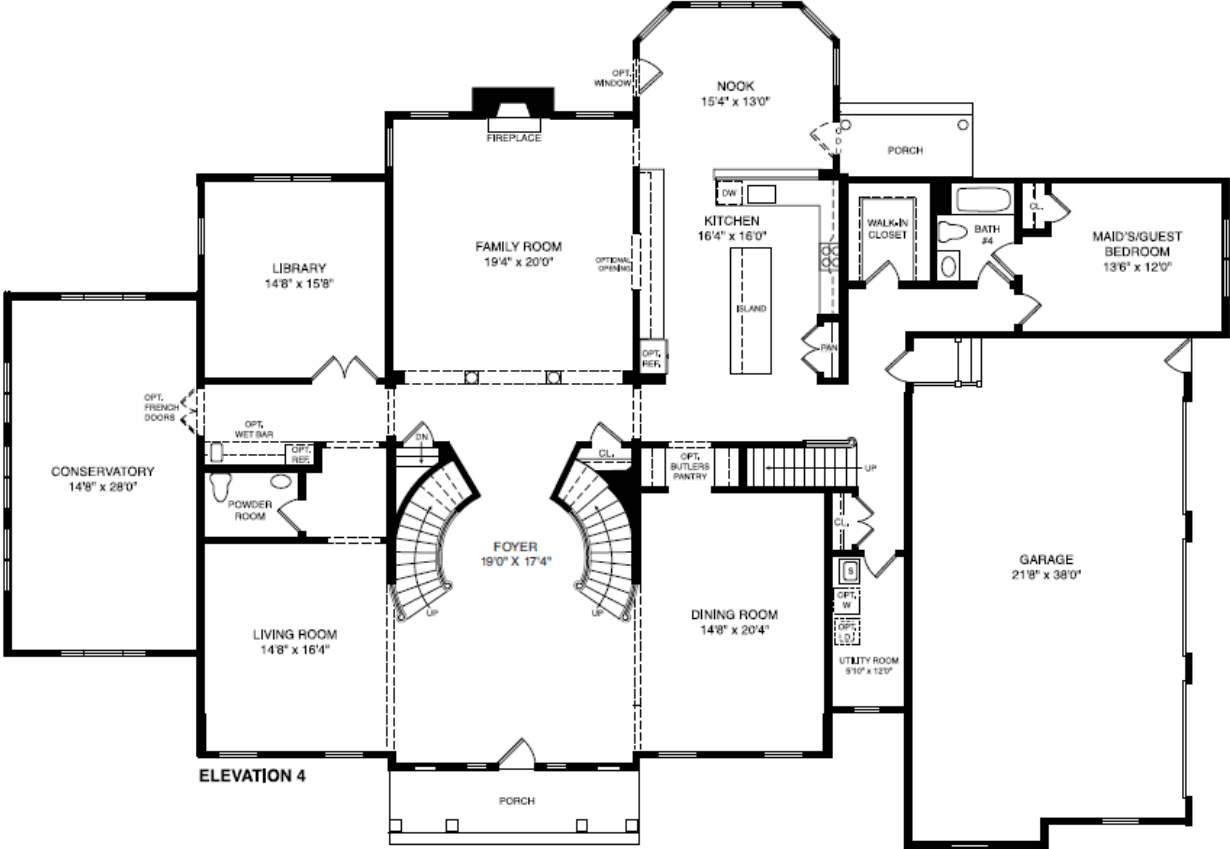 OPT.
WINDOW
NOOK
15'4" x 13'0"
FIREPLACE
PORCH
DW
KITCHEN
16'4" x 16'0"
WALK-IN
CLOSET
BATH
#4
CL.
MAID'S/GUEST
BEDROOM
13'6" x 12'0"
FAMILY ROOM
19'4" x 20'0"
OPTIONAL
OPENING
LIBRARY
14'8" x 15'8"
ISLAND
OPT.
REF.
PAN
OPT.
FRENCH
DOORS
OPT.
WET BAR
OPT.
REF.
DN
CL.
OPT.
BUTLERS
PANTRY
UP
CONSERVATORY
14'8" x 28'0"
POWDER
ROOM
CL.
FOYER
19'0" X 17'4"
GARAGE
21'8" x 38'0"
S
OPT.
W
OPT.
D.
UP
UP
LIVING ROOM
14'8" x 16'4"
DINING ROOM
14'8" x 20'4"
UTILITY ROOM
5'10" x 12'0"
ELEVATION 4
PORCH